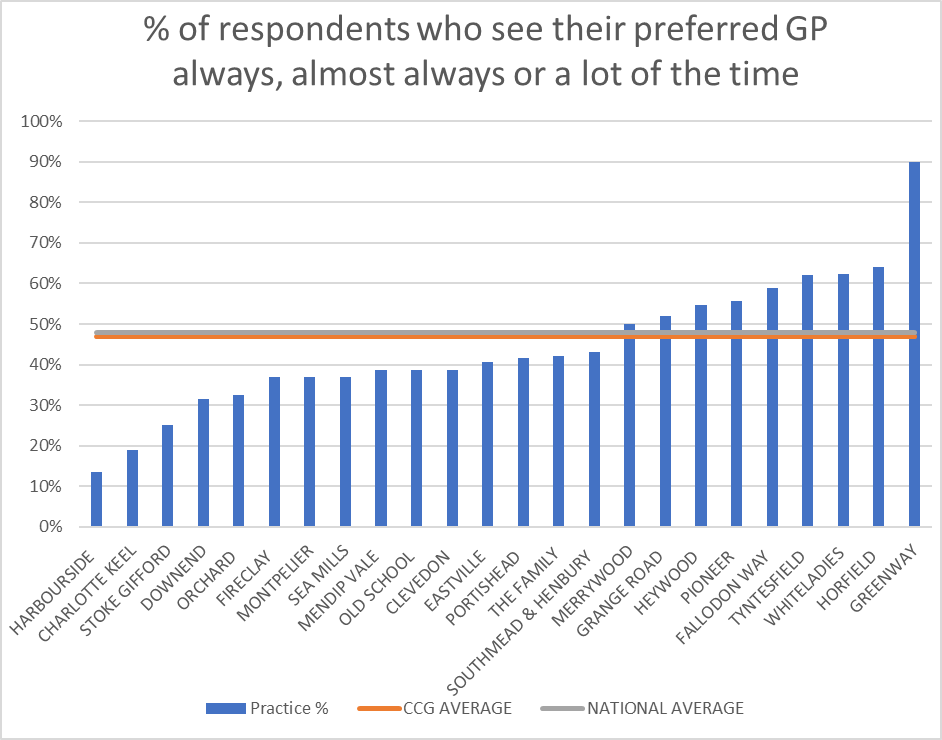 % of respondents who see their preferred GP
always, almost always or a lot of the time
100%
90%
80%
70%
60%
50%
40%
30%
20%
10%
0%
HARBOURSIDE
CHARLOTTE KEEL
STOKE GIFFORD
DOWNEND
ORCHARD
FIRECLAY
MONTPELIER
SEA MILLS
MENDIP VALE
OLD SCHOOL
CLEVEDON
EASTVILLE
PORTISHEAD
THE FAMILY
SOUTHMEAD & HENBURY
MERRYWOOD
GRANGE ROAD
HEYWOOD
PIONEER
FALLODON WAY
TYNTESFIELD
WHITELADIES
HORFIELD
GREENWAY
Practice %
CCG AVERAGE
NATIONAL AVERAGE